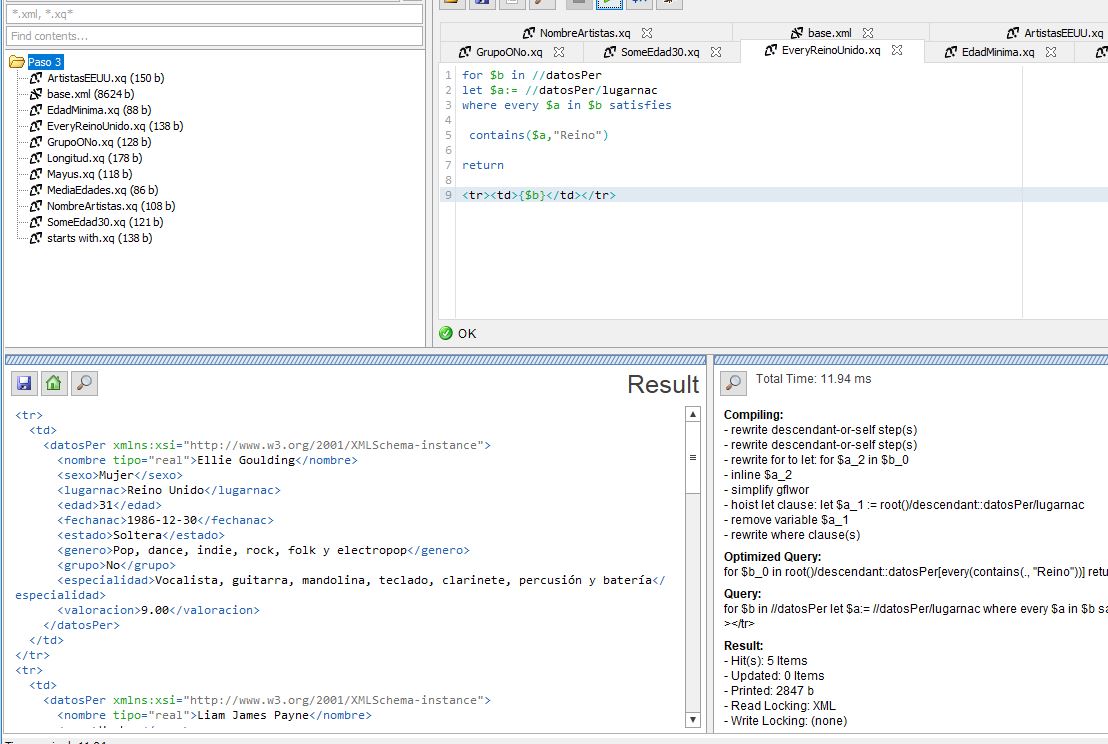 *.xml, *.xq*
Find contents...
Paso 3
ArtistasEEUU.xq (150 b)
base.xml (8624 b)
EdadMinima.xq (88 b)
EveryReinoUnido.xq (138 b)
GrupoONo.xq (128 b)
Longitud.xq (178 b)
Mayus.xq (118 b)
MediaEdades.xq (86 b)
NombreArtistas.xq (108 b)
SomeEdad30.xq (121 b)
starts with.xq (138 b)
NombreArtistas.xq
base.xml
ArtistasEEUU.xq
GrupoONo.xq
SomeEdad30.xq
EveryReinoUnido.xq
EdadMinima.xq
1 for $b in //datosPer
2 let $a:= //datosPer/lugarnac
3 where every $a in $b satisfies
4
5 contains($a,"Reino")
6
7 return
8
9 <tr><td>{$b}</td></tr>
OK
Result
<tr>
<td>
<datosPer xmlns:xsi="http://www.w3.org/2001/XMLSchema-instance">
<nombre tipo="real">Ellie Goulding</nombre>
<sexo>Mujer</sexo>
<lugarnac>Reino Unido</lugarnac>
<edad>31</edad>
<fechanac>1986-12-30</fechanac>
<estado>Soltera</estado>
<genero>Pop, dance, indie, rock, folk y electropop</genero>
<grupo>No</grupo>
<especialidad>Vocalista, guitarra, mandolina, teclado, clarinete, percusión y batería</
especialidad>
<valoracion>9.00</valoracion>
</datosPer>
</td>
</tr>
<tr>
<td>
<datosPer xmlns:xsi="http://www.w3.org/2001/XMLSchema-instance">
<nombre tipo="real">Liam James Payne</nombre>
Total Time: 11.94 ms
Compiling:
- rewrite descendant-or-self step(s)
- rewrite descendant-or-self step(s)
- rewrite for to let: for $a_2 in $b_0
- inline $a_2
- simplify gflwor
- hoist let clause: let $a_1 := root()/descendant::datosPer/lugarnac
- remove variable $a_1
- rewrite where clause(s)
Optimized Query:
for $b_0 in root()/descendant::datosPer[every(contains(., "Reino"))] retu
Query:
for $b in //datosPer let $a:= //datosPer/lugarnac where every $a in $b sa
></tr>
Result:
- Hit(s): 5 Items
- Updated: 0 Items
- Printed: 2847 b
- Read Locking: XML
- Write Locking: (none)